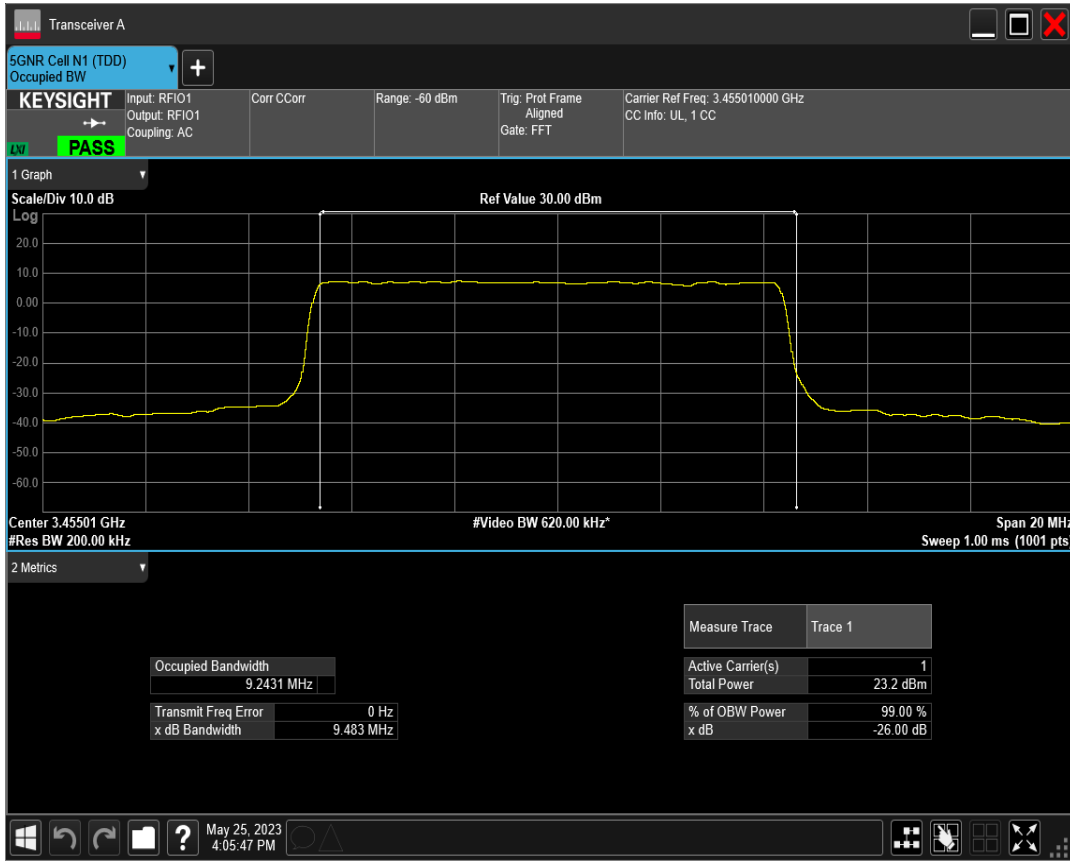 Transceiver A
5GNR Cell N1 (TDD)
Occupied BW
+
KEYSIGHT
LXI
PASS
Input: RFIO1
Output: RFIO1
Coupling: AC
Corr CCorr
Range: -60 dBm
Trig: Prot Frame
Aligned
Gate: FFT
Carrier Ref Freq: 3.455010000 GHz
CC Info: UL, 1 CC
1 Graph
Scale/Div 10.0 dB
Ref Value 30.00 dBm
Log
20.0
10.0
0.00
-10.0
-20.0
-30.0
-40.0
-50.0
-60.0
Center 3.45501 GHz
#Video BW 620.00 kHz*
Span 20 MHz
#Res BW 200.00 kHz
Sweep 1.00 ms (1001 pts)
2 Metrics
Measure Trace Trace 1
Occupied Bandwidth
9.2431 MHz
Active Carrier(s) 1
Total Power 23.2 dBm
Transmit Freq Error 0 Hz
x dB Bandwidth 9.483 MHz
% of OBW Power 99.00 %
x dB -26.00 dB
?
May 25, 2023
4:05:47 PM